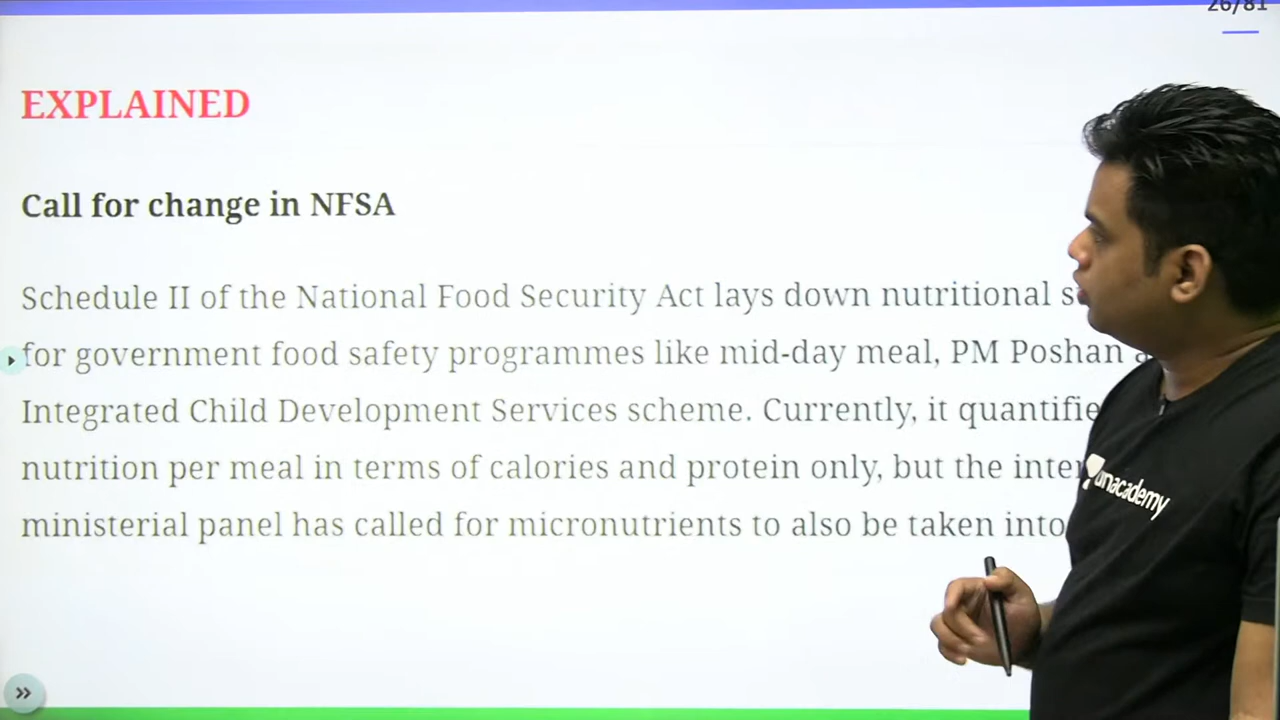 26/81
EXPLAINED
Call for change in NFSA
Schedule II of the National Food Security Act lays down nutritional
for government food safety programmes like mid-day meal, PM Poshan
Integrated Child Development Services scheme. Currently, it
nutrition per meal in terms of calories and protein only, but the
ministerial panel has called for micronutrients to also be taken into
unacademy